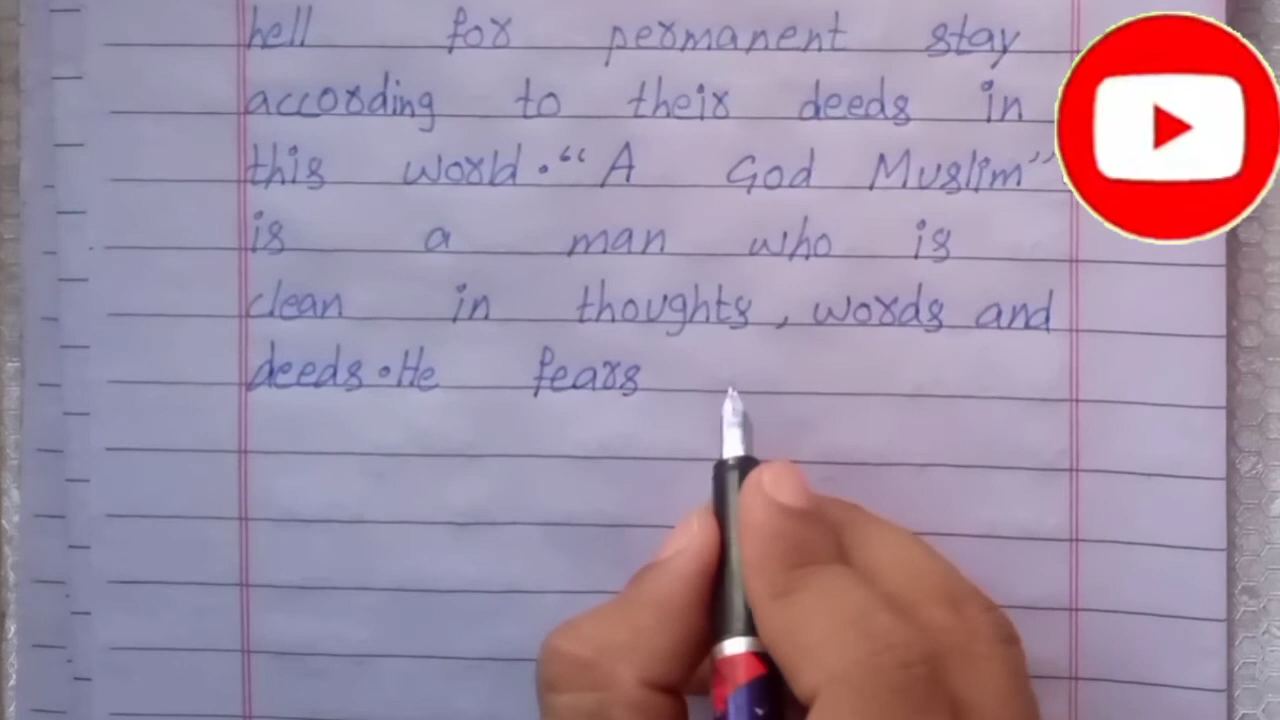 hell for permanent stay
according to their deeds in
this world. “A God Muslim”
is a man who is
clean in thoughts, words and
deeds. He fears